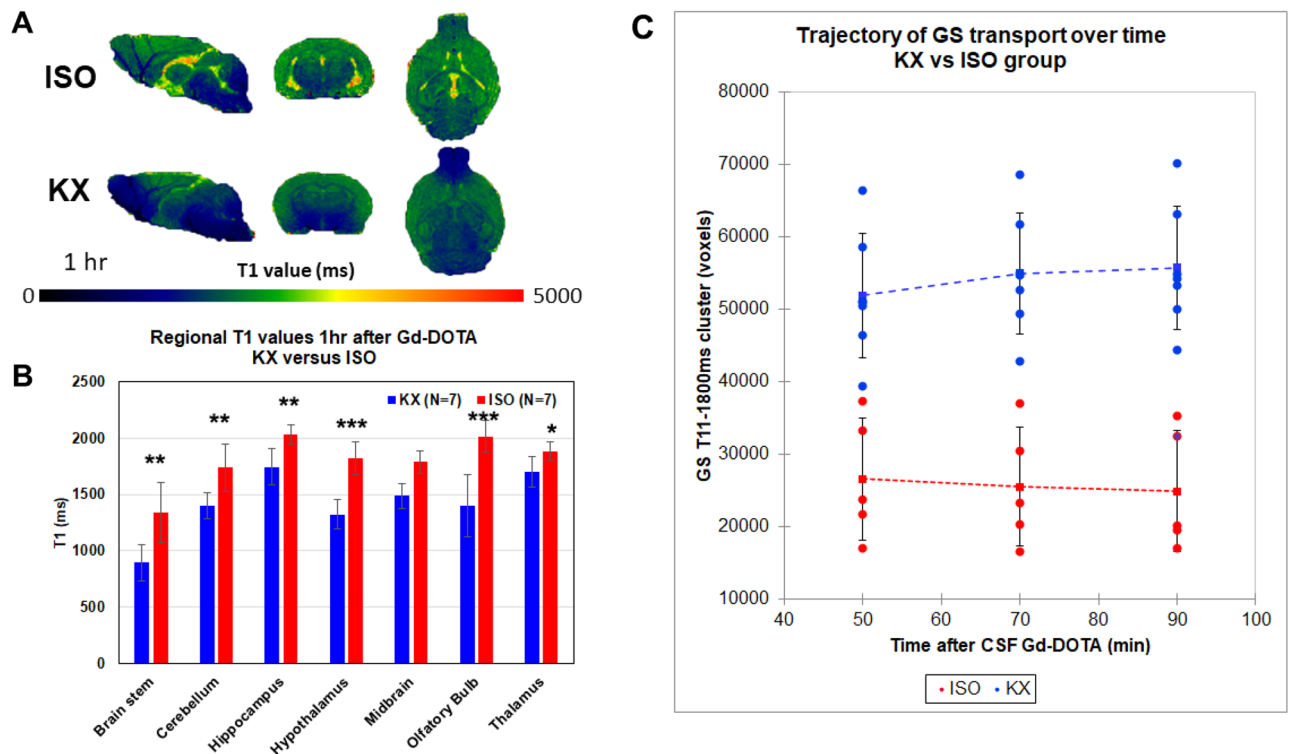 A
ISO
KX
1 hr
T1 value (ms)
0
5000
Regional T1 values 1hr after Gd-DOTA
KX versus ISO
B
2500
2000
1500
1000
500
0
T1 (ms)
KX (N=7) ISO (N=7)
**
**
**
***
***
*
Brain stem
Cerebellum
Hippocampus
Hypothalamus
Midbrain
Olfatory Bulb
Thalamus
C
Trajectory of GS transport over time
KX vs ISO group
80000
70000
60000
50000
40000
30000
20000
10000
GS T11-1800ms cluster (voxels)
40 50 60 70 80 90 100
Time after CSF Gd-DOTA (min)
ISO KX